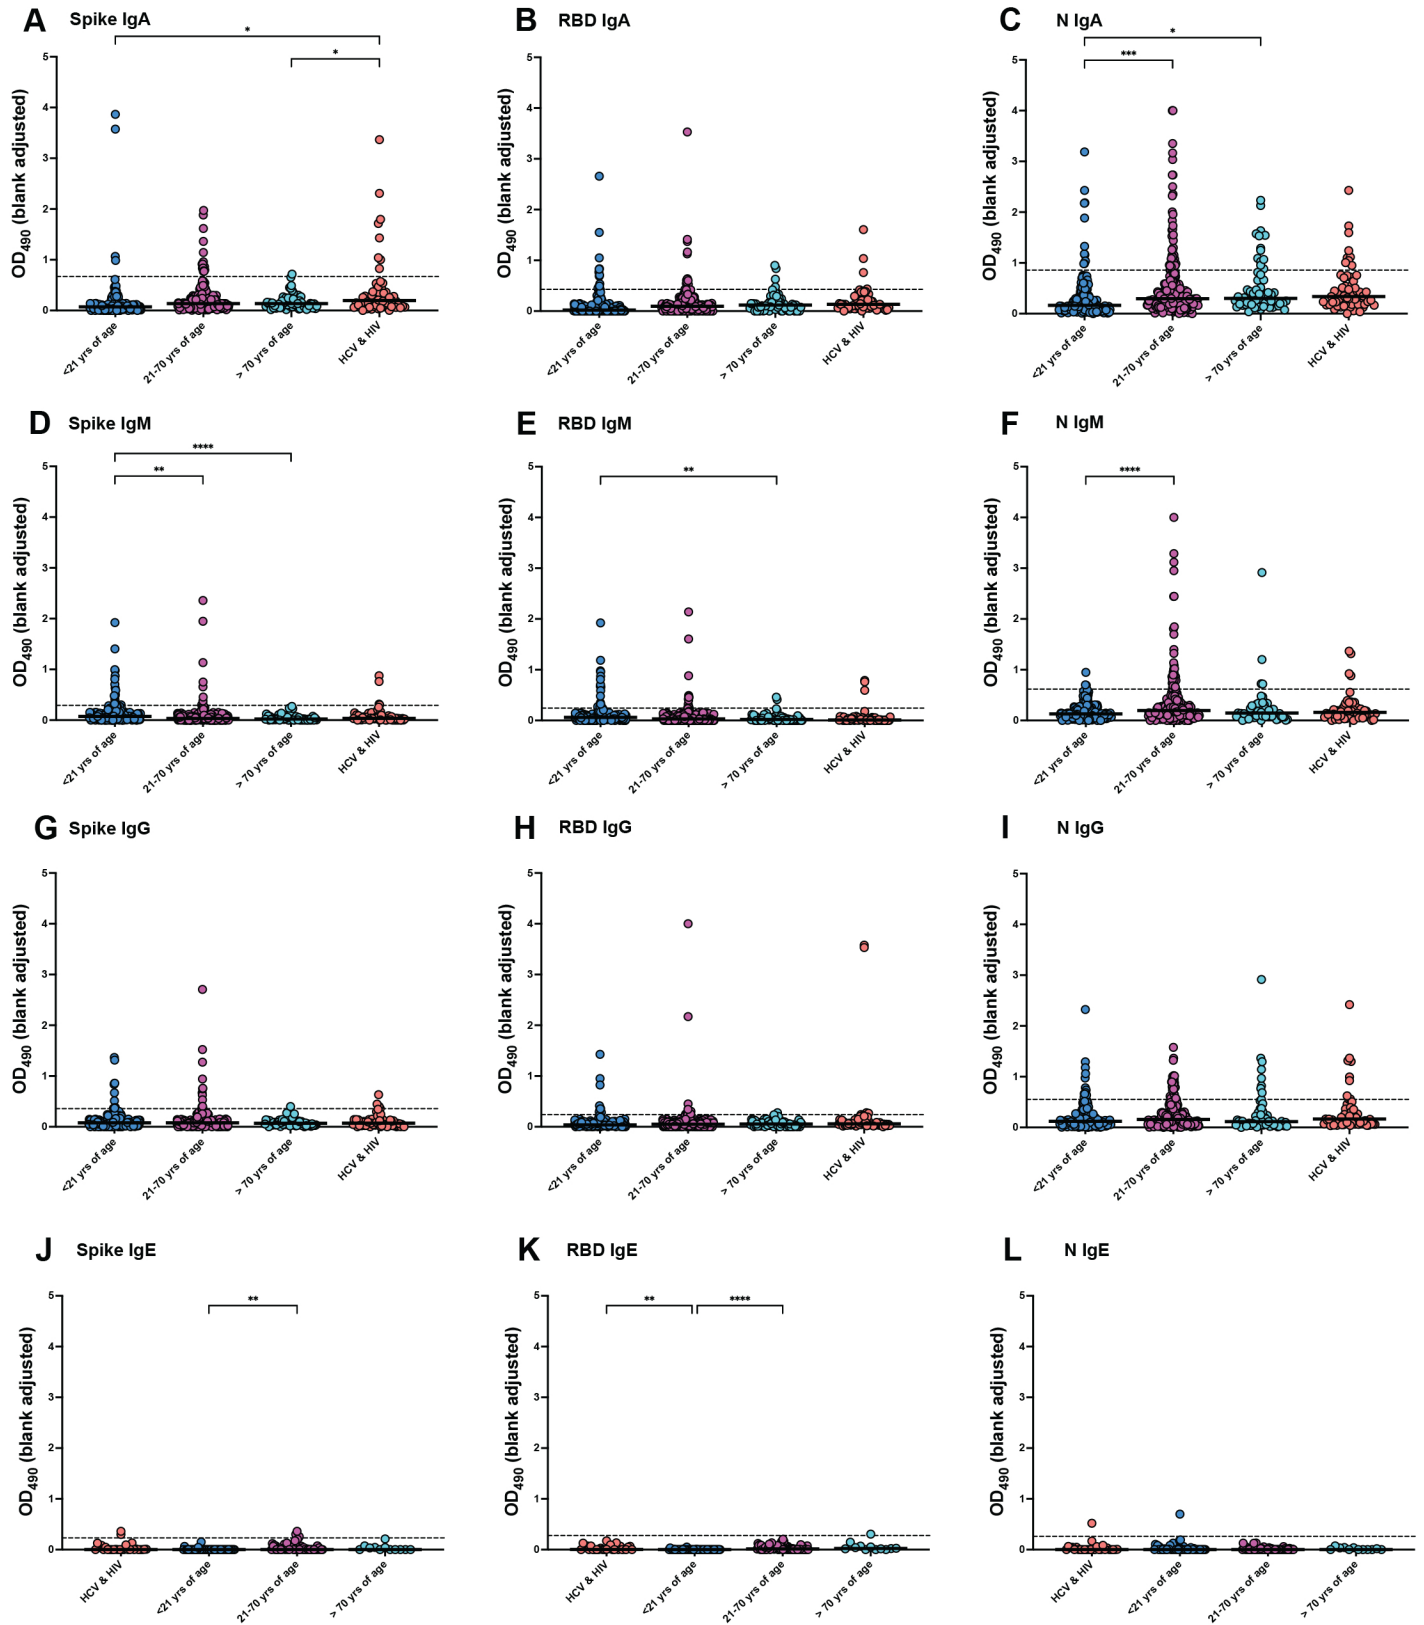 A Spike IgA
B RBD IgA
C N IgA
* * *** *
OD490 (blank adjusted)
5 4 3 2 1 0
<21 yrs of age 21-70 yrs of age > 70 yrs of age HCV & HIV
OD490 (blank adjusted)
5 4 3 2 1 0
<21 yrs of age 21-70 yrs of age > 70 yrs of age HCV & HIV
OD490 (blank adjusted)
5 4 3 2 1 0
<21 yrs of age 21-70 yrs of age > 70 yrs of age HCV & HIV
D Spike IgM
E RBD IgM
F N IgM
**** ** ** ****
OD490 (blank adjusted)
5 4 3 2 1 0
<21 yrs of age 21-70 yrs of age > 70 yrs of age HCV & HIV
OD490 (blank adjusted)
5 4 3 2 1 0
<21 yrs of age 21-70 yrs of age > 70 yrs of age HCV & HIV
OD490 (blank adjusted)
5 4 3 2 1 0
<21 yrs of age 21-70 yrs of age > 70 yrs of age HCV & HIV
G Spike IgG
H RBD IgG
I N IgG
OD490 (blank adjusted)
5 4 3 2 1 0
<21 yrs of age 21-70 yrs of age > 70 yrs of age HCV & HIV
OD490 (blank adjusted)
5 4 3 2 1 0
<21 yrs of age 21-70 yrs of age > 70 yrs of age HCV & HIV
OD490 (blank adjusted)
5 4 3 2 1 0
<21 yrs of age 21-70 yrs of age > 70 yrs of age HCV & HIV
J Spike IgE
K RBD IgE
L N IgE
** ** ****
OD490 (blank adjusted)
5 4 3 2 1 0
HCV & HIV <21 yrs of age 21-70 yrs of age > 70 yrs of age
OD490 (blank adjusted)
5 4 3 2 1 0
HCV & HIV <21 yrs of age 21-70 yrs of age > 70 yrs of age
OD490 (blank adjusted)
5 4 3 2 1 0
HCV & HIV <21 yrs of age 21-70 yrs of age > 70 yrs of age